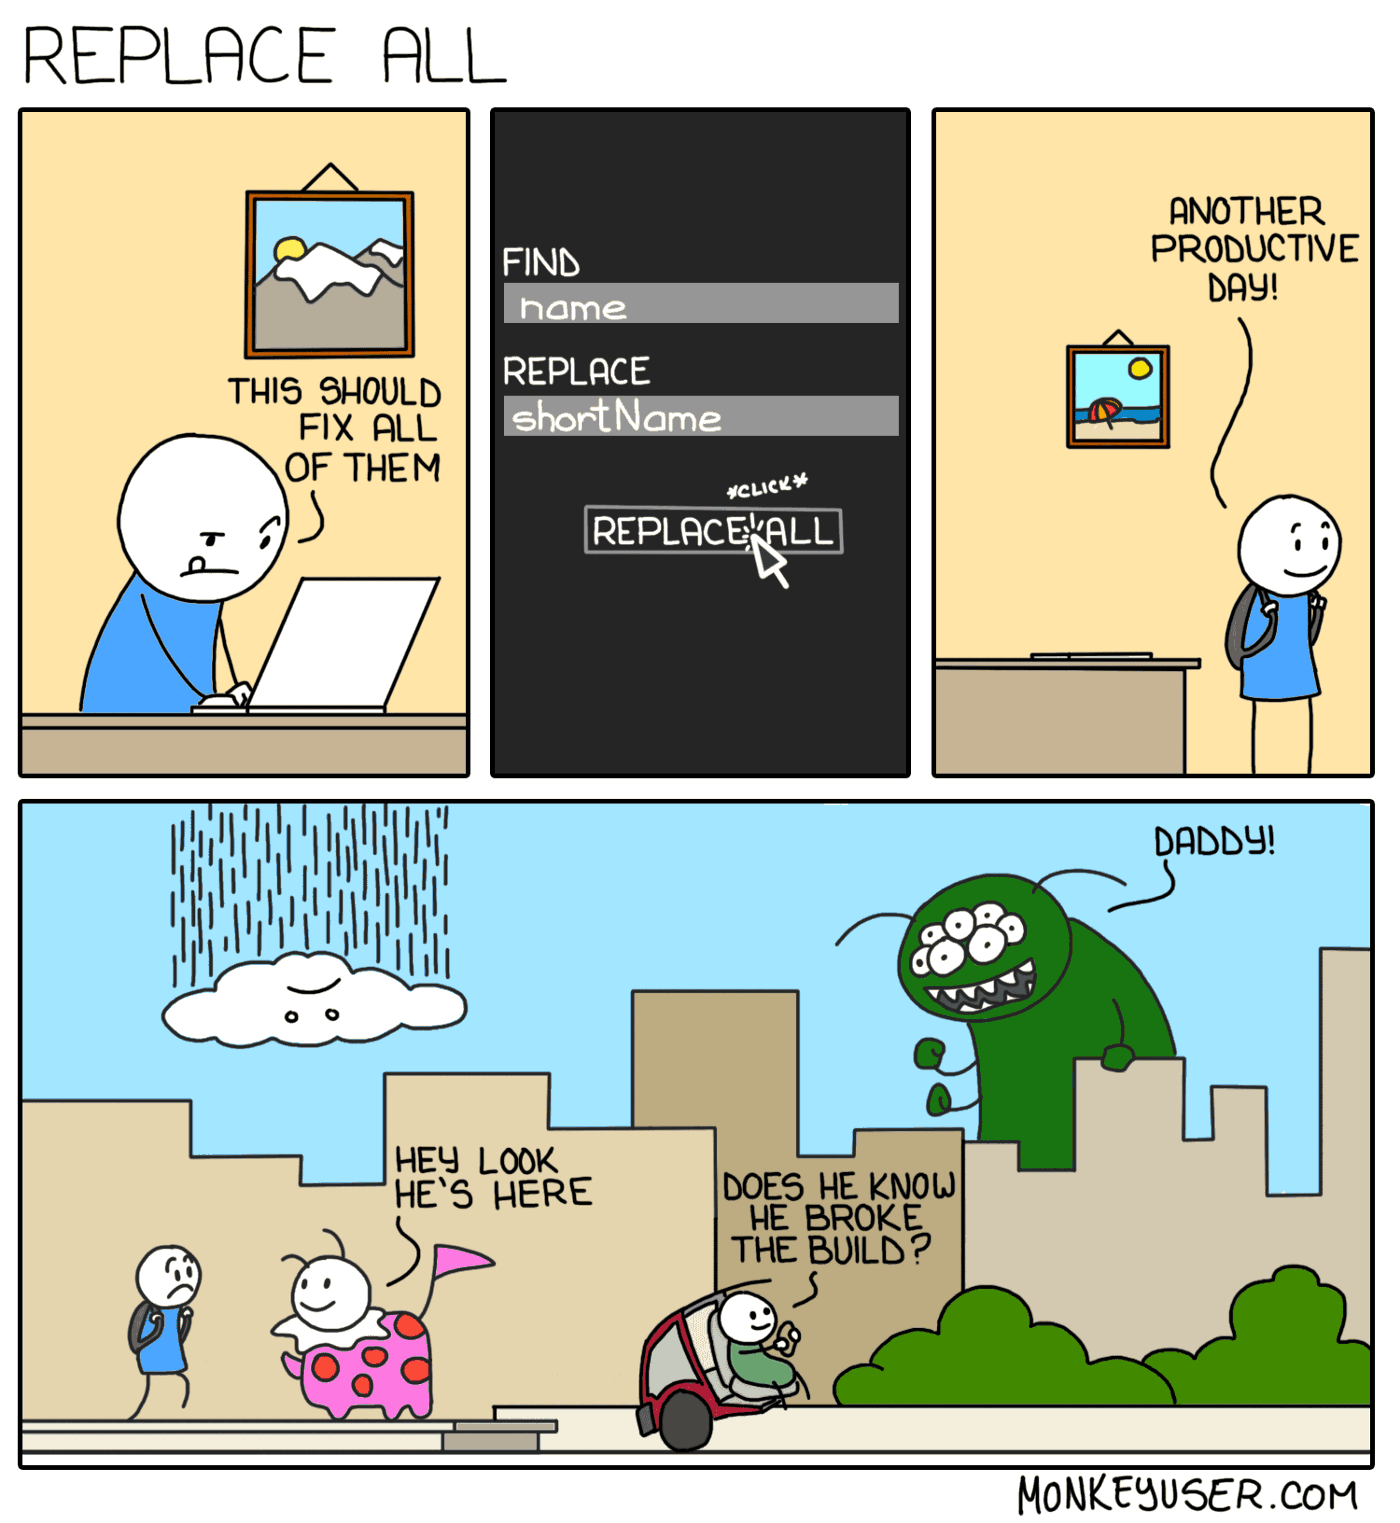 REPLACE ALL
THIS SHOULD
FIX ALL
OF THEM
FIND
name
REPLACE
shortName
*CLICK*
REPLACE ALL
ANOTHER
PRODUCTIVE
DAY!
DADDY!
HEY LOOK
HE'S HERE
DOES HE KNOW
HE BROKE
THE BUILD?
MONKEYUSER.COM